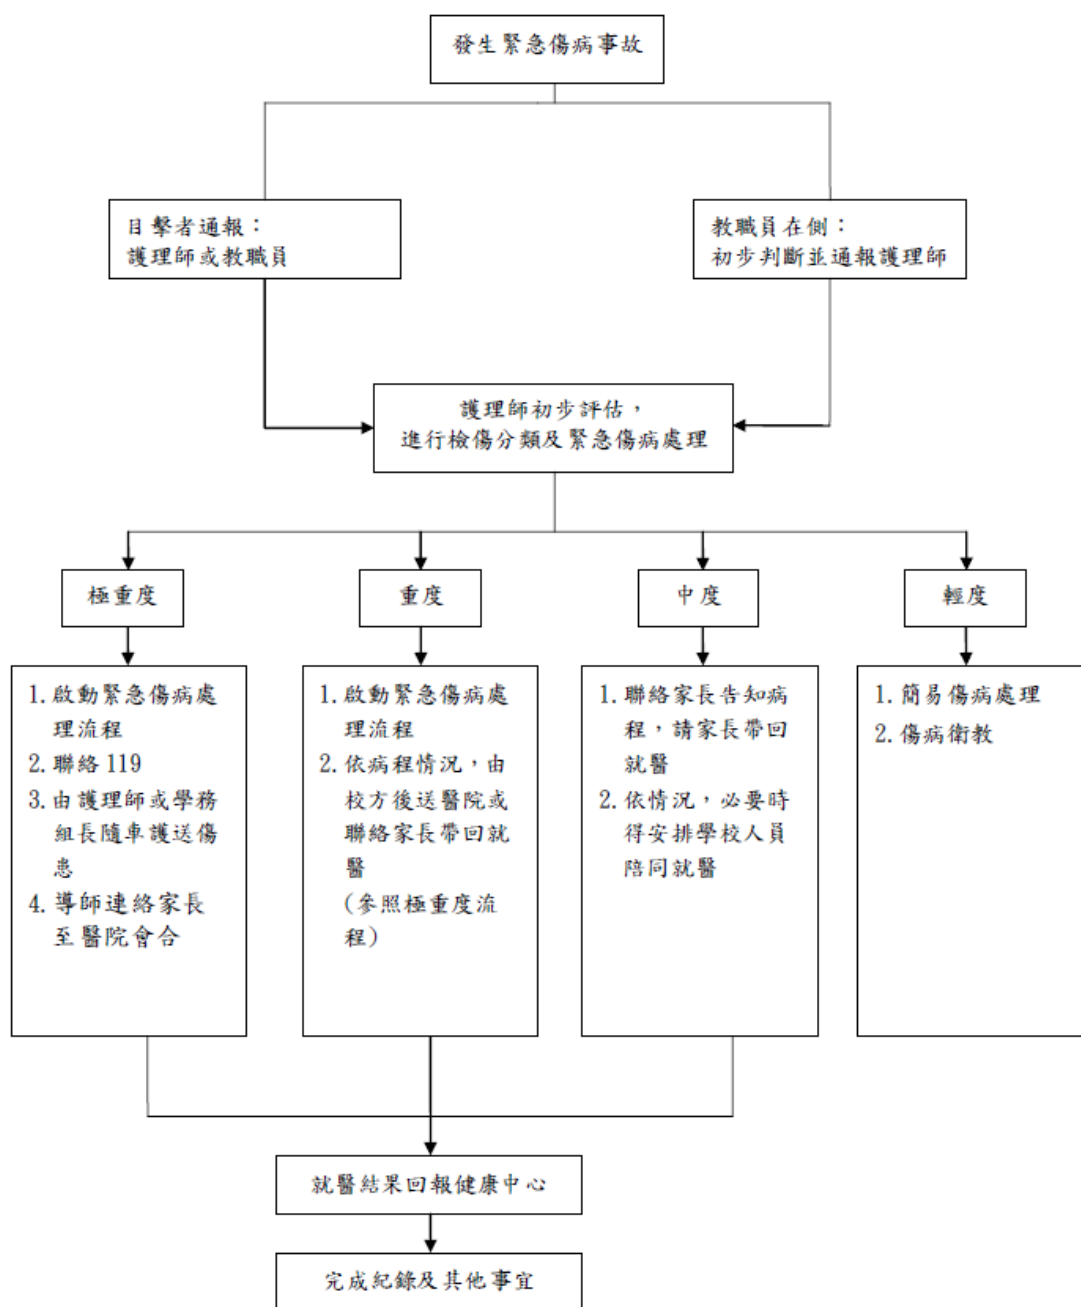 發生緊急傷病事故
目擊者通報：
護理師或教職員
教職員在側：
初步判斷並通報護理師
護理師初步評估，
進行檢傷分類及緊急傷病處理
極重度
重度
中度
輕度
1. 啟動緊急傷病處
理流程
2. 聯絡 119
3. 由護理師或學務
組長隨車護送傷
患
4. 導師連絡家長
至醫院會合
1. 啟動緊急傷病處
理流程
2. 依病程情況，由
校方後送醫院或
聯絡家長帶回就
醫
(參照極重度流
程)
1. 聯絡家長告知病
程，請家長帶回
就醫
2. 依情況，必要時
得安排學校人員
陪同就醫
1. 簡易傷病處理
2. 傷病衛教
就醫結果回報健康中心
完成紀錄及其他事宜